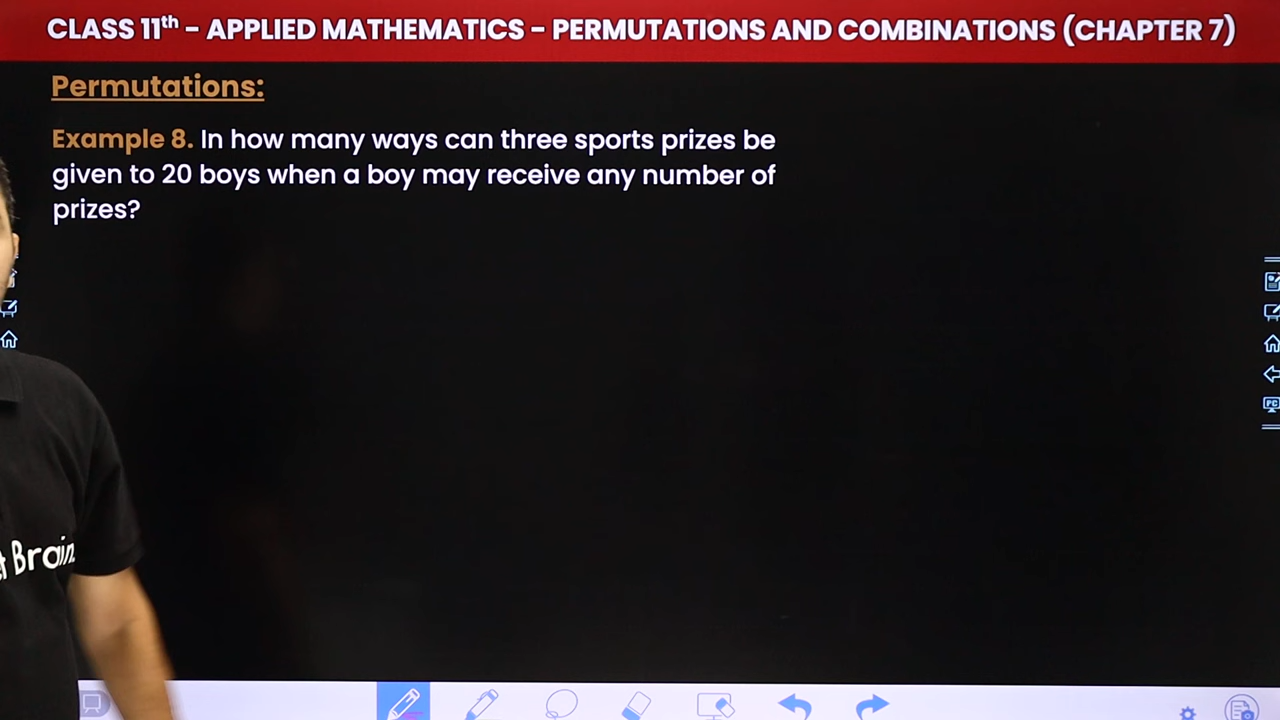 CLASS 11th - APPLIED MATHEMATICS - PERMUTATIONS AND COMBINATIONS (CHAPTER 7)
Permutations:
Example 8. In how many ways can three sports prizes be
given to 20 boys when a boy may receive any number of
prizes?
Brain
PC